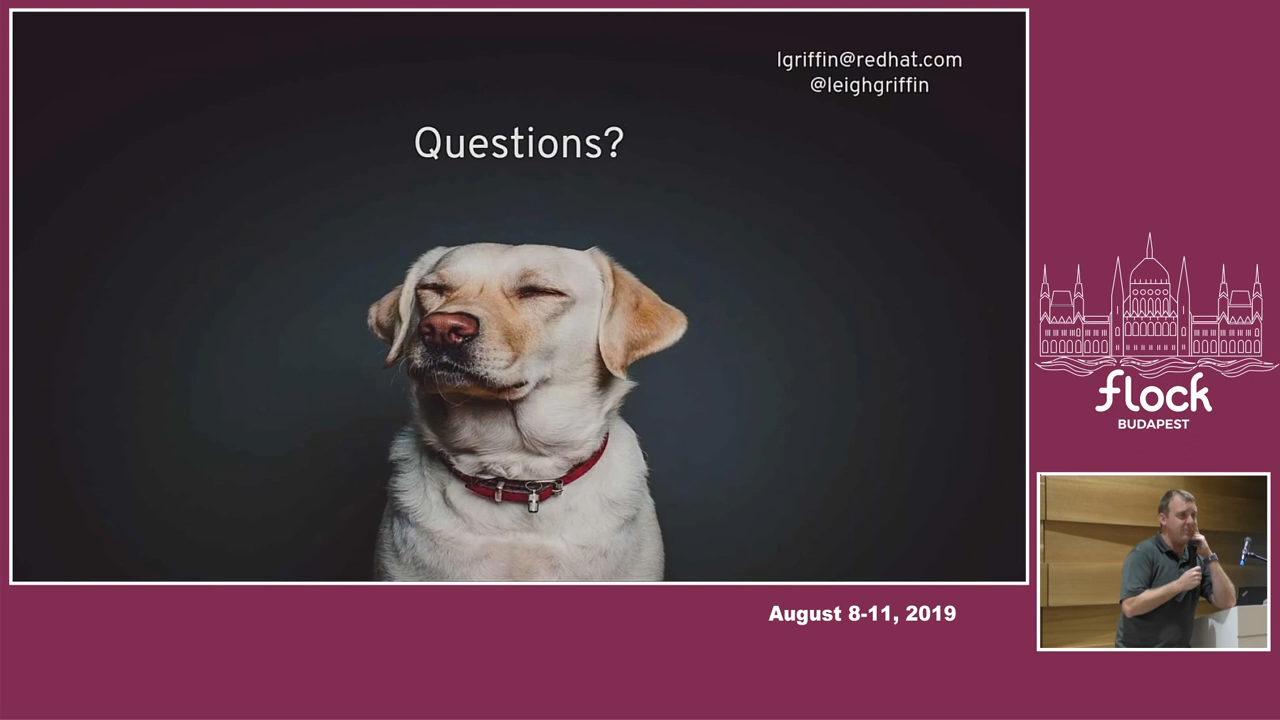 lgriffin@redhat.com
@leighgriffin
Questions?
flock
BUDAPEST
August 8-11, 2019